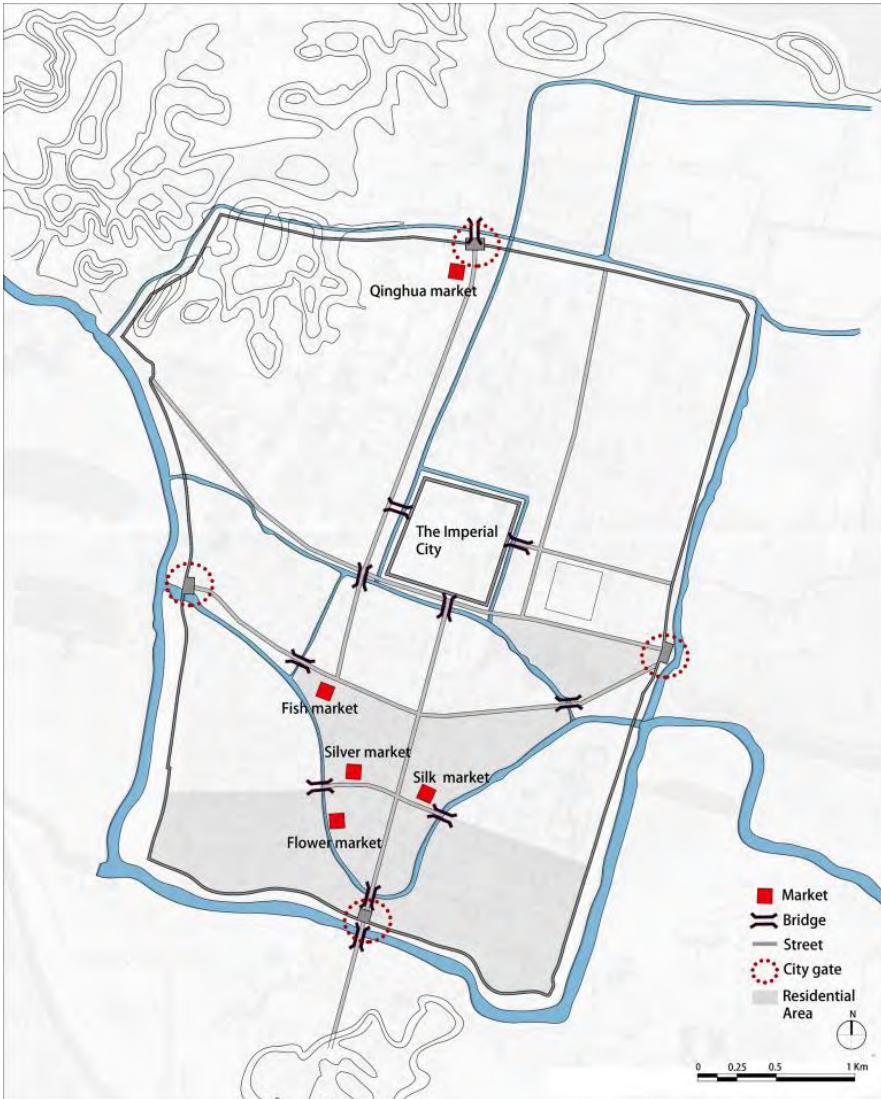 Qinghua market
The Imperial
City
Fish market
Silver market
Silk market
Flower market
Market
Bridge
Street
City gate
Residential
Area
N
0 0.25 0.5 1 Km